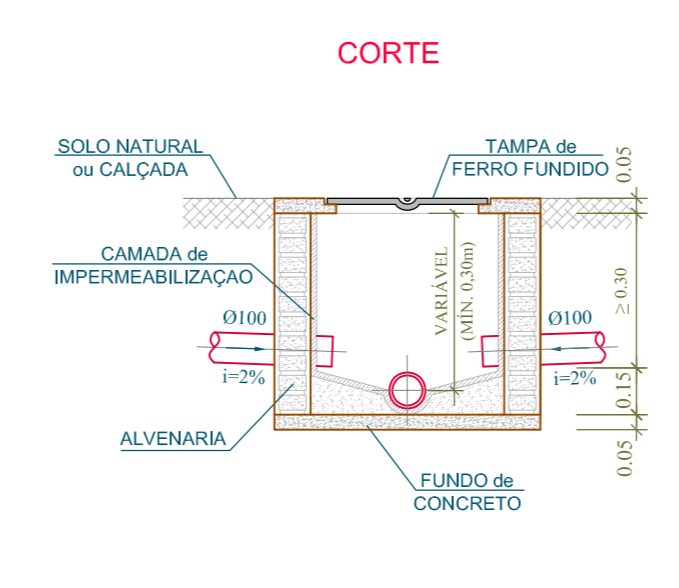 CORTE
SOLO NATURAL
ou CALÇADA
TAMPA de
FERRO FUNDIDO
0.05
CAMADA de
IMPERMEABILIZAÇAO
VARIÁVEL
(MÍN. 0,30m)
≥ 0.30
Ø100
Ø100
i=2%
i=2%
0.15
ALVENARIA
0.05
FUNDO de
CONCRETO